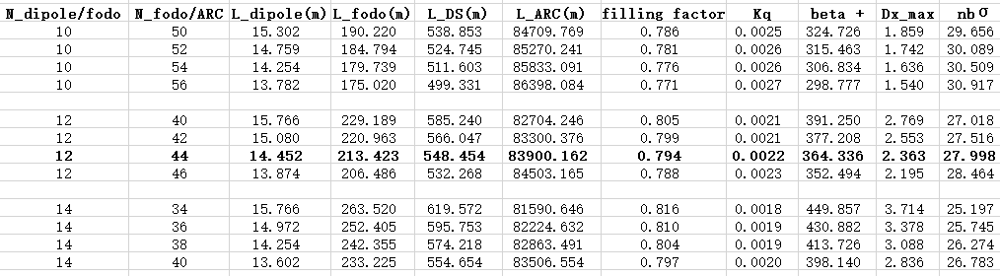 N_dipole/fodo N_fodo/ARC L_dipole(m) L_fodo(m) L_DS(m) L_ARC(m) filling factor Kq beta + Dx_max nbσ
10 50 15.302 190.220 538.853 84709.769 0.786 0.0025 324.726 1.859 29.656
10 52 14.759 184.794 524.745 85270.241 0.781 0.0026 315.463 1.742 30.089
10 54 14.254 179.739 511.603 85833.091 0.776 0.0026 306.834 1.636 30.509
10 56 13.782 175.020 499.331 86398.084 0.771 0.0027 298.777 1.540 30.917
12 40 15.766 229.189 585.240 82704.246 0.805 0.0021 391.250 2.769 27.018
12 42 15.080 220.963 566.047 83300.376 0.799 0.0021 377.208 2.553 27.516
12 44 14.452 213.423 548.454 83900.162 0.794 0.0022 364.336 2.363 27.998
12 46 13.874 206.486 532.268 84503.165 0.788 0.0023 352.494 2.195 28.464
14 34 15.766 263.520 619.572 81590.646 0.816 0.0018 449.857 3.714 25.197
14 36 14.972 252.405 595.753 82224.632 0.810 0.0019 430.882 3.378 25.745
14 38 14.254 242.355 574.218 82863.491 0.804 0.0019 413.726 3.088 26.274
14 40 13.602 233.225 554.654 83506.554 0.797 0.0020 398.140 2.836 26.783